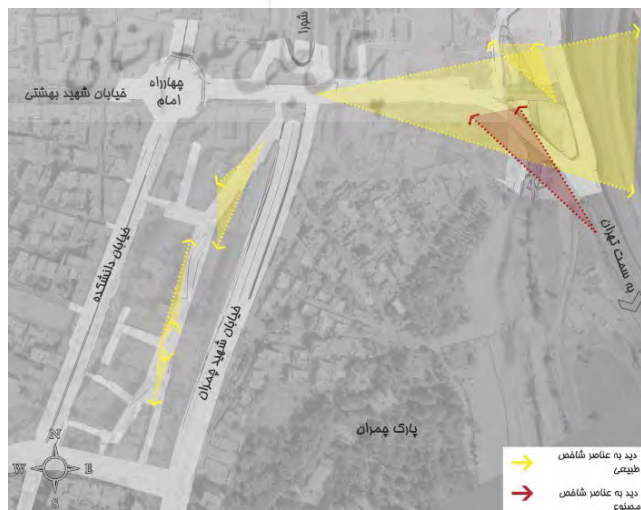 شورا
چهارراه
امام
خیابان شهید بهشتی
خیابان دانشکده
خیابان شهید چمران
به سمت تهران
پارک چمران
N
W
E
S
دید به عناصر شاخص
طبیعی
دید به عناصر شاخص
مصنوع